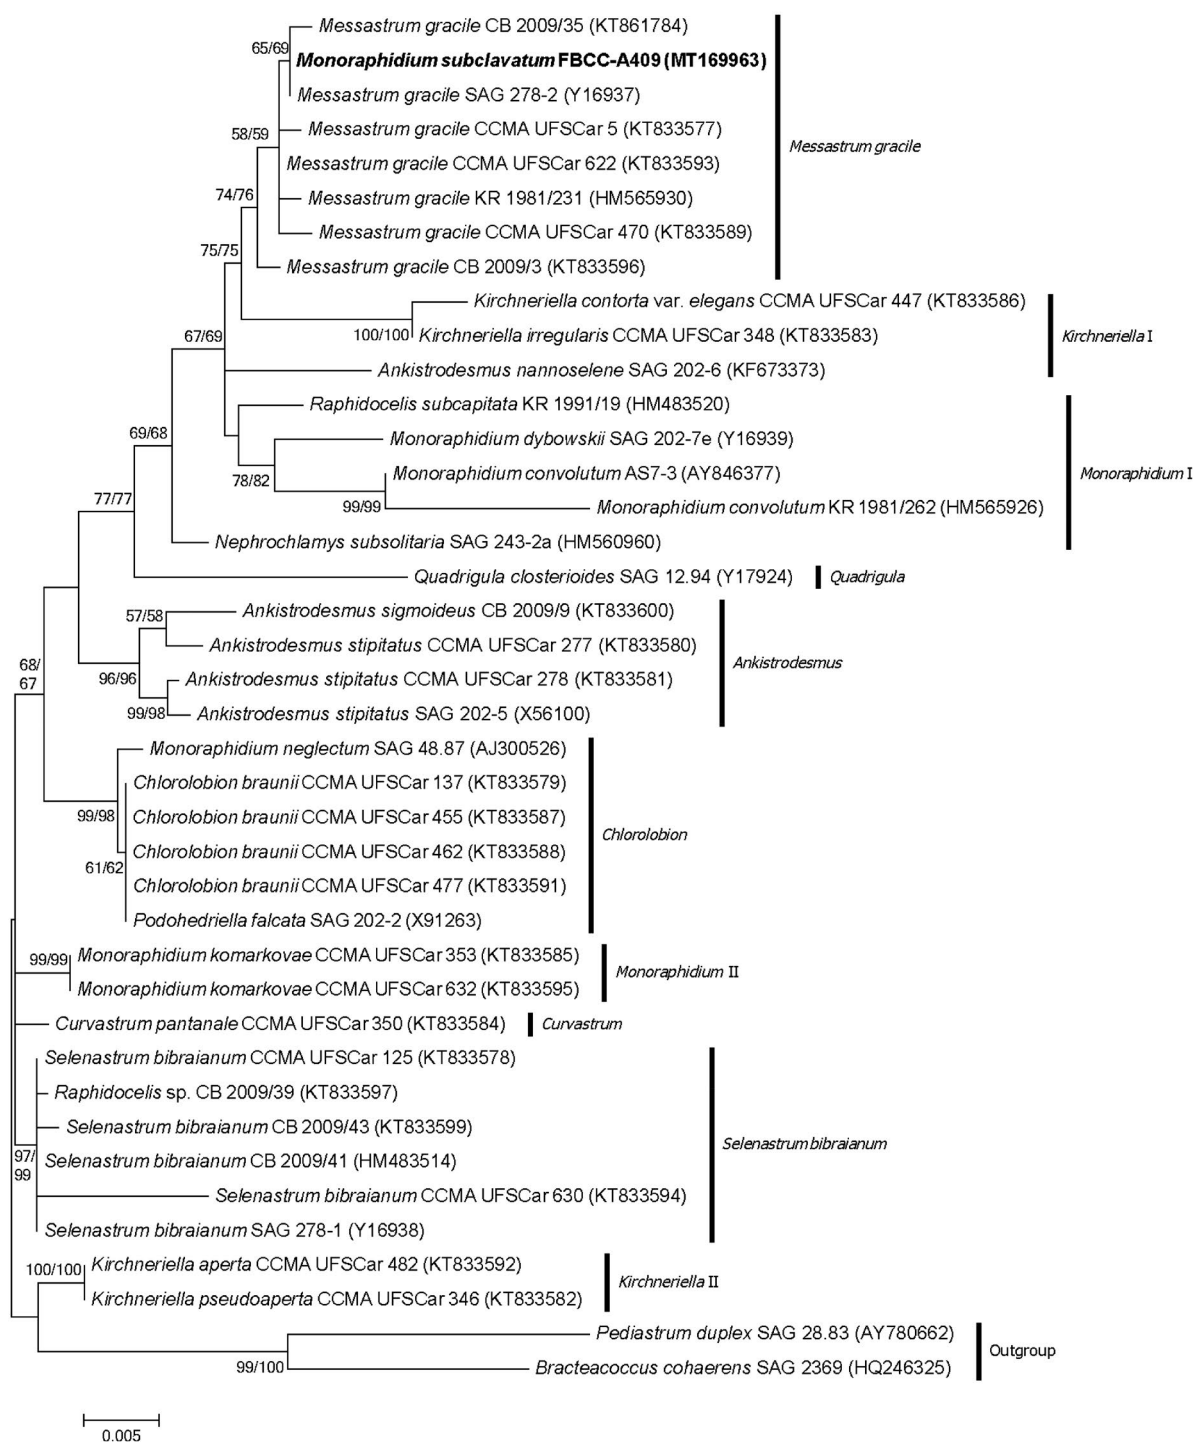 Messastrum gracile CB 2009/35 (KT861784)
65/69
Monoraphidium subclavatum FBCC-A409 (MT169963)
Messastrum gracile SAG 278-2 (Y16937)
58/59
Messastrum gracile CCMA UFSCar 5 (KT833577)
Messastrum gracile
Messastrum gracile CCMA UFSCar 622 (KT833593)
74/76
Messastrum gracile KR 1981/231 (HM565930)
Messastrum gracile CCMA UFSCar 470 (KT833589)
75/75
Messastrum gracile CB 2009/3 (KT833596)
Kirchneriella contorta var. elegans CCMA UFSCar 447 (KT833586)
67/69
100/100
Kirchneriella irregularis CCMA UFSCar 348 (KT833583)
Kirchneriella I
Ankistrodesmus nannoselene SAG 202-6 (KF673373)
Raphidocelis subcapitata KR 1991/19 (HM483520)
69/68
Monoraphidium dybowskii SAG 202-7e (Y16939)
78/82
Monoraphidium convolutum AS7-3 (AY846377)
Monoraphidium I
77/77
99/99
Monoraphidium convolutum KR 1981/262 (HM565926)
Nephrochlamys subsolitaria SAG 243-2a (HM560960)
Quadrigula closterioides SAG 12.94 (Y17924)
Quadrigula
57/58
Ankistrodesmus sigmoideus CB 2009/9 (KT833600)
Ankistrodesmus stipitatus CCMA UFSCar 277 (KT833580)
Ankistrodesmus
68/
67
96/96
Ankistrodesmus stipitatus CCMA UFSCar 278 (KT833581)
99/98
Ankistrodesmus stipitatus SAG 202-5 (X56100)
Monoraphidium neglectum SAG 48.87 (AJ300526)
Chlorolobion braunii CCMA UFSCar 137 (KT833579)
99/98
Chlorolobion braunii CCMA UFSCar 455 (KT833587)
Chlorolobion
Chlorolobion braunii CCMA UFSCar 462 (KT833588)
61/62
Chlorolobion braunii CCMA UFSCar 477 (KT833591)
Podohedriella falcata SAG 202-2 (X91263)
99/99
Monoraphidium komarkovae CCMA UFSCar 353 (KT833585)
Monoraphidium II
Monoraphidium komarkovae CCMA UFSCar 632 (KT833595)
Curvastrum pantanale CCMA UFSCar 350 (KT833584)
Curvastrum
Selenastrum bibraianum CCMA UFSCar 125 (KT833578)
Raphidocelis sp. CB 2009/39 (KT833597)
Selenastrum bibraianum CB 2009/43 (KT833599)
Selenastrum bibraianum
97/
99
Selenastrum bibraianum CB 2009/41 (HM483514)
Selenastrum bibraianum CCMA UFSCar 630 (KT833594)
Selenastrum bibraianum SAG 278-1 (Y16938)
100/100
Kirchneriella aperta CCMA UFSCar 482 (KT833592)
Kirchneriella II
Kirchneriella pseudoaperta CCMA UFSCar 346 (KT833582)
Pediastrum duplex SAG 28.83 (AY780662)
Outgroup
99/100
Bracteacoccus cohaerens SAG 2369 (HQ246325)
0.005